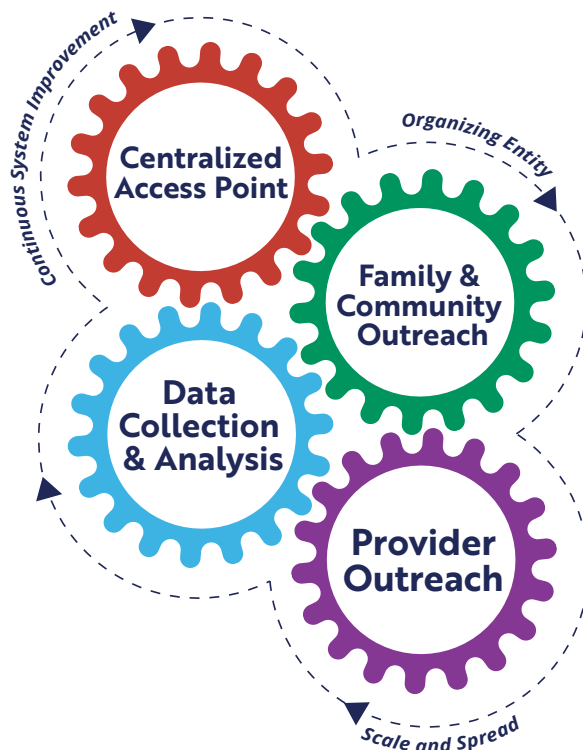 Continuous System Improvement
Centralized
Access Point
Organizing Entity
Family &
Community
Outreach
Data
Collection
& Analysis
Provider
Outreach
Scale and Spread